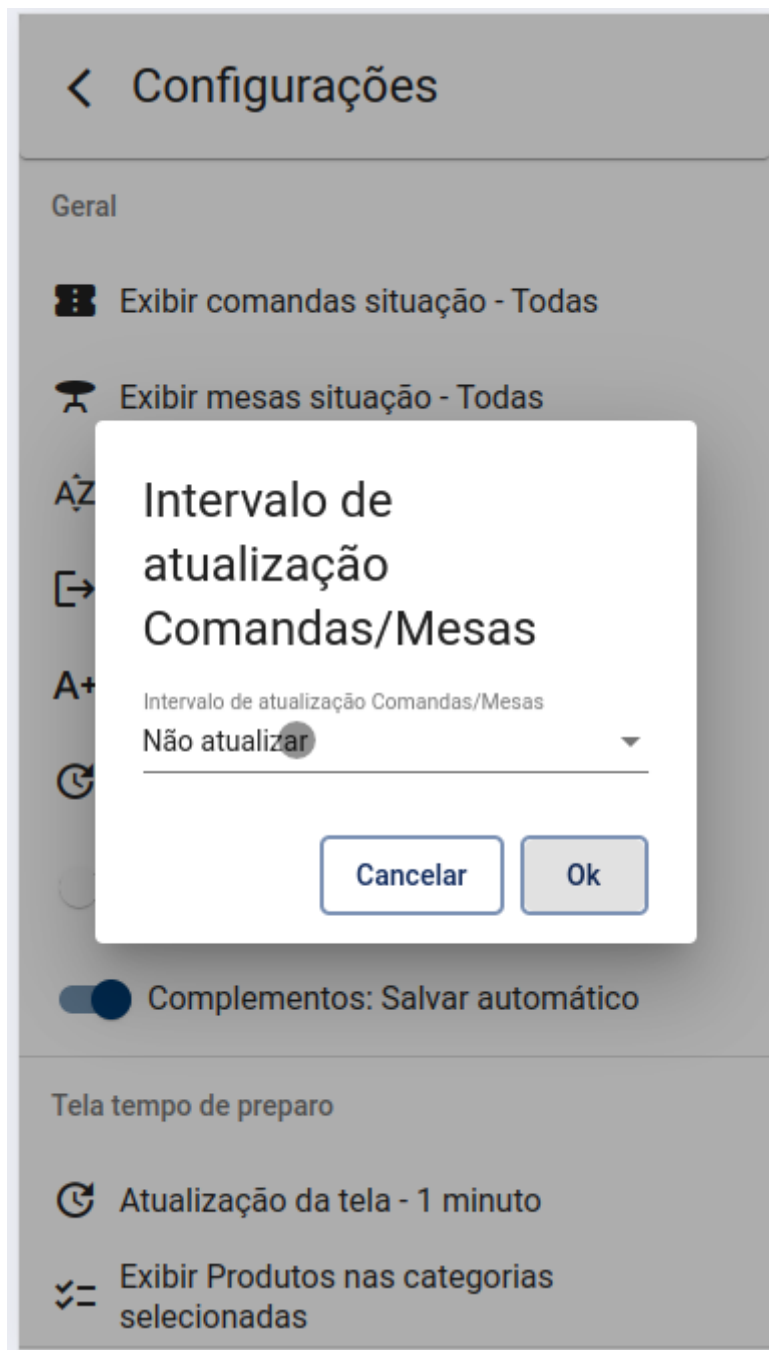 Configurações
Geral
Exibir comandas situação - Todas
Exibir mesas situação - Todas
AZ
A+
Intervalo de
atualização
Comandas/Mesas
Intervalo de atualização Comandas/Mesas
Não atualizar
Cancelar
Ok
Complementos: Salvar automático
Tela tempo de preparo
Atualização da tela - 1 minuto
Exibir Produtos nas categorias
selecionadas